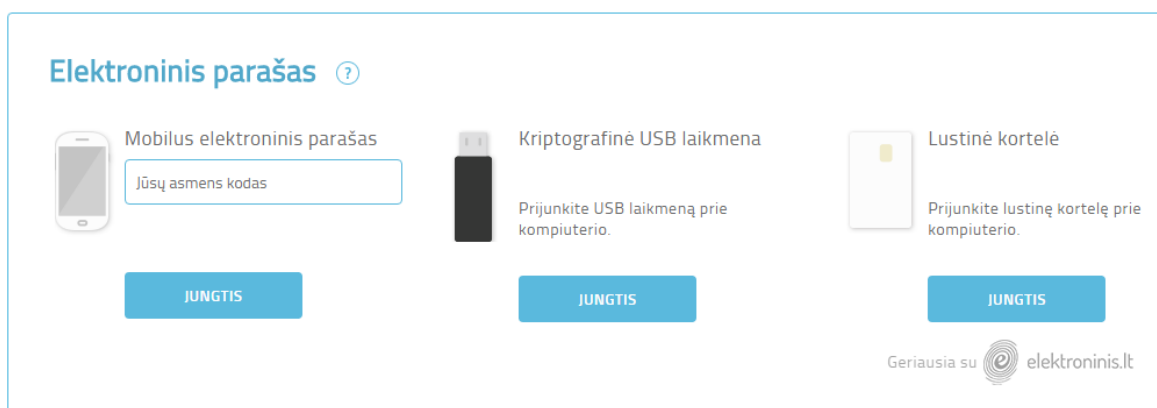 Elektroninis parašas ?
Mobilus elektroninis parašas
Jūsų asmens kodas
JUNGTIS
Kriptografinė USB laikmena
Prijunkite USB laikmeną prie
kompiuterio.
JUNGTIS
Lustinė kortelė
Prijunkite lustinę kortelę prie
kompiuterio.
JUNGTIS
Geriausia su e elektroninis.lt